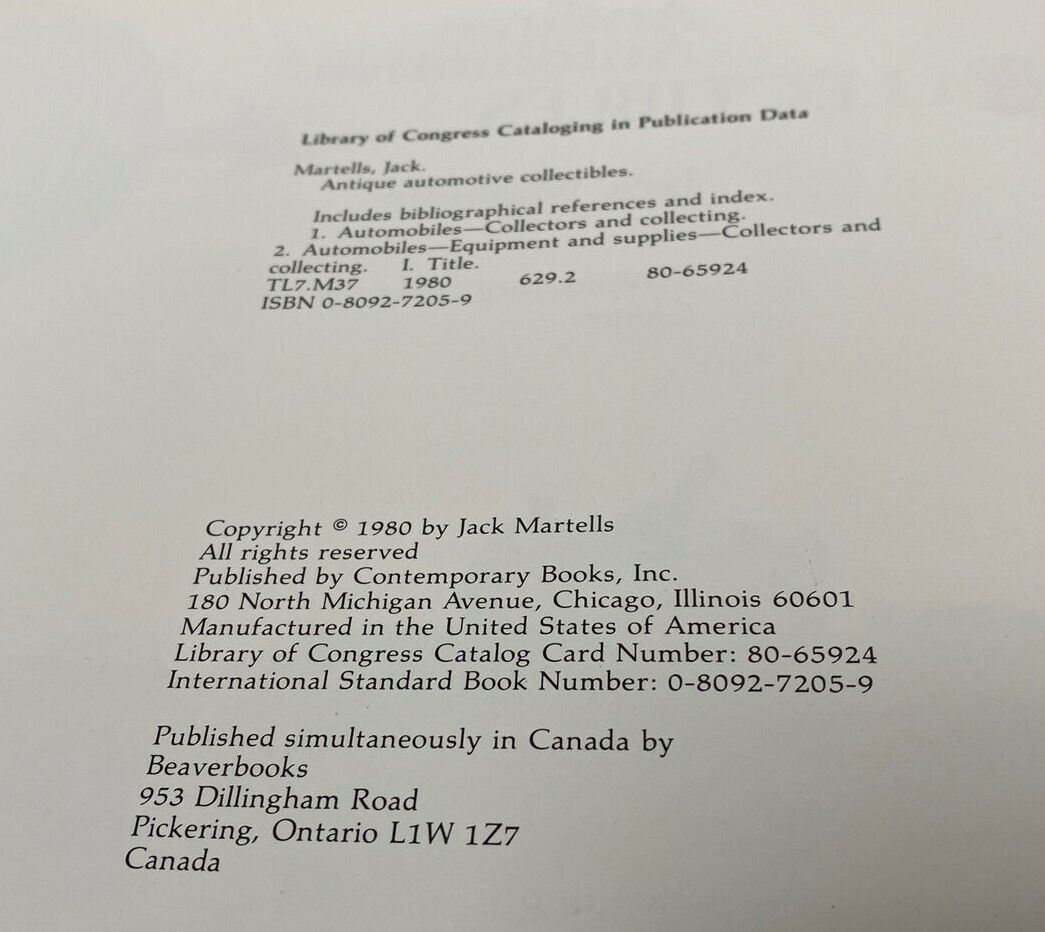 Library of Congress Cataloging in Publication Data
Martells, Jack.
Antique automotive collectibles.
Includes bibliographical references and index.
1. Automobiles—Collectors and collecting.
2. Automobiles—Equipment and supplies—Collectors and
collecting. I. Title.
TL7.M37 1980 629.2 80-65924
ISBN 0-8092-7205-9
Copyright © 1980 by Jack Martells
All rights reserved
Published by Contemporary Books, Inc.
180 North Michigan Avenue, Chicago, Illinois 60601
Manufactured in the United States of America
Library of Congress Catalog Card Number: 80-65924
International Standard Book Number: 0-8092-7205-9
Published simultaneously in Canada by
Beaverbooks
953 Dillingham Road
Pickering, Ontario L1W 1Z7
Canada